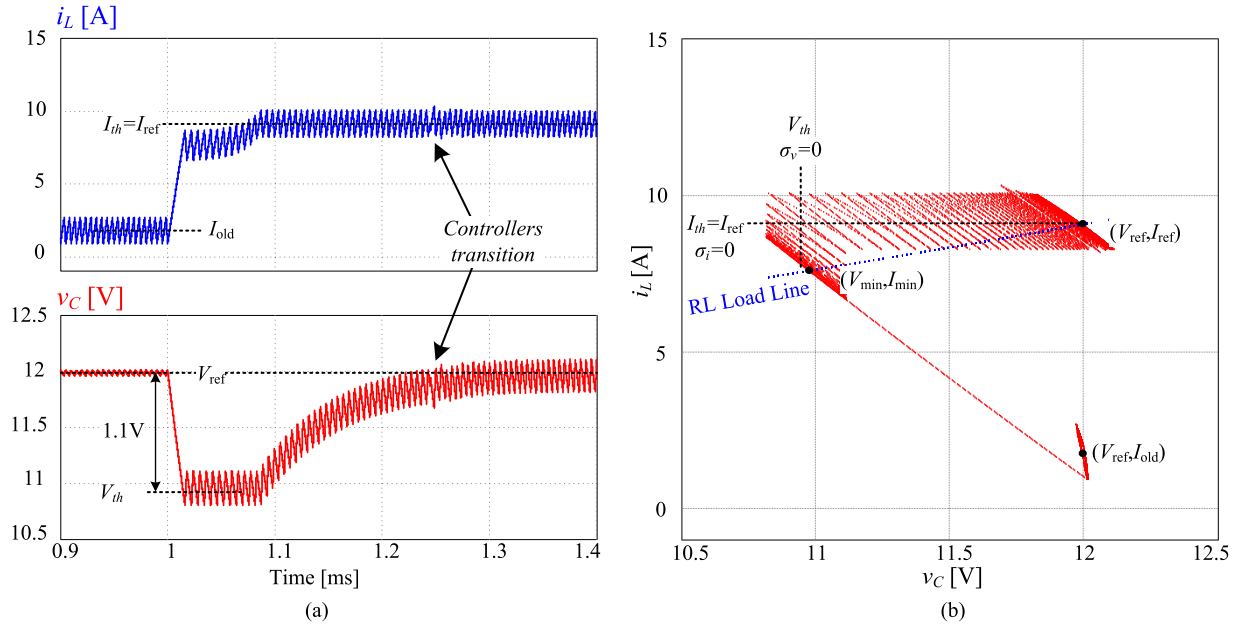 i_L [A]
15
10
5
0
I_th=I_ref
I_old
Controllers
transition
v_C [V]
12.5
12
11.5
11
10.5
V_ref
1.1V
V_th
0.9
1
1.1
1.2
1.3
1.4
Time [ms]
(a)
15
10
5
0
i_L [A]
V_th
σ_v=0
I_th=I_ref
σ_i=0
(V_ref,I_ref)
(V_min,I_min)
RL Load Line
(V_ref,I_old)
10.5
11
11.5
12
12.5
v_C [V]
(b)